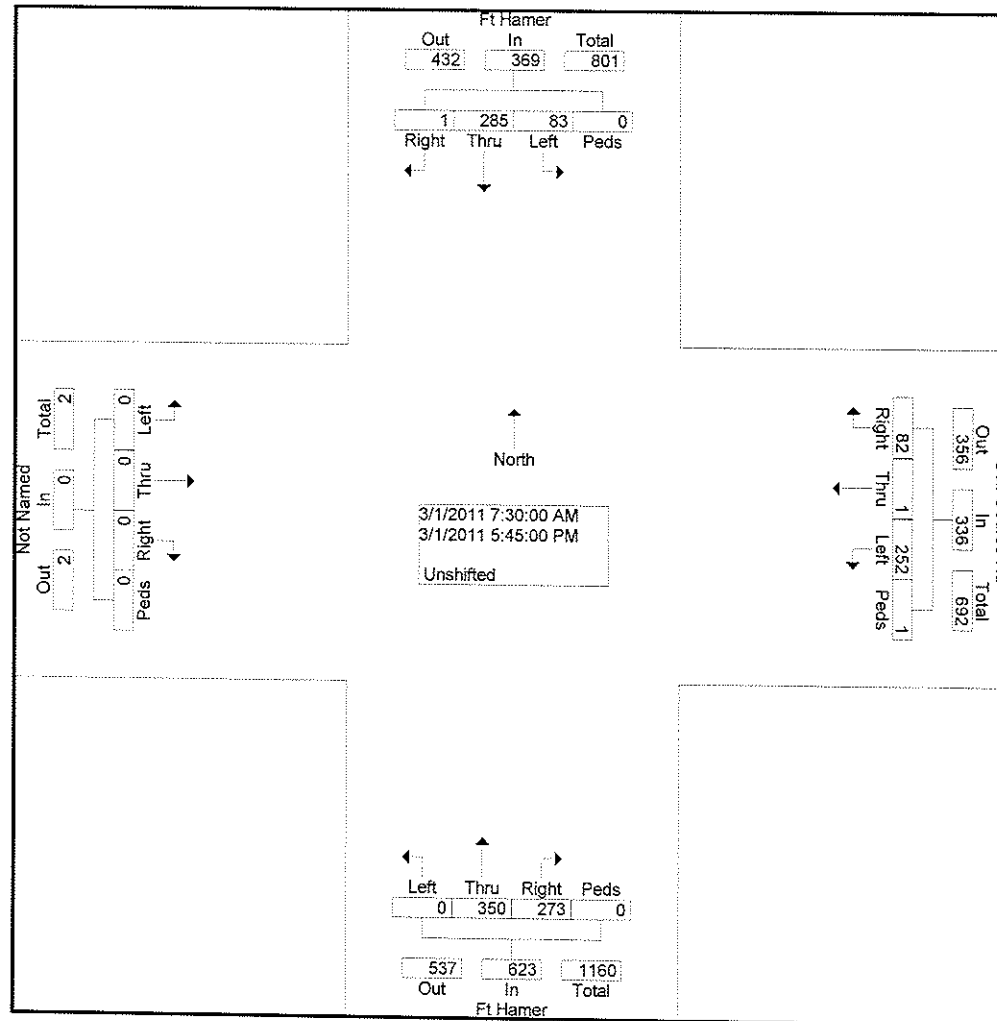 Ft Hamer
Out In Total
432 369 801
1 285 83 0
Right Thru Left Peds
North
3/1/2011 7:30:00 AM
3/1/2011 5:45:00 PM
Unshifted
Not Named
Total In Out
2 0 2
0 0 0 0
Left Thru Right Peds
Out In Total
356 336 692
82 1 252 1
Right Thru Left Peds
Left Thru Right Peds
0 350 273 0
537 623 1160
Out In Total
Ft Hamer